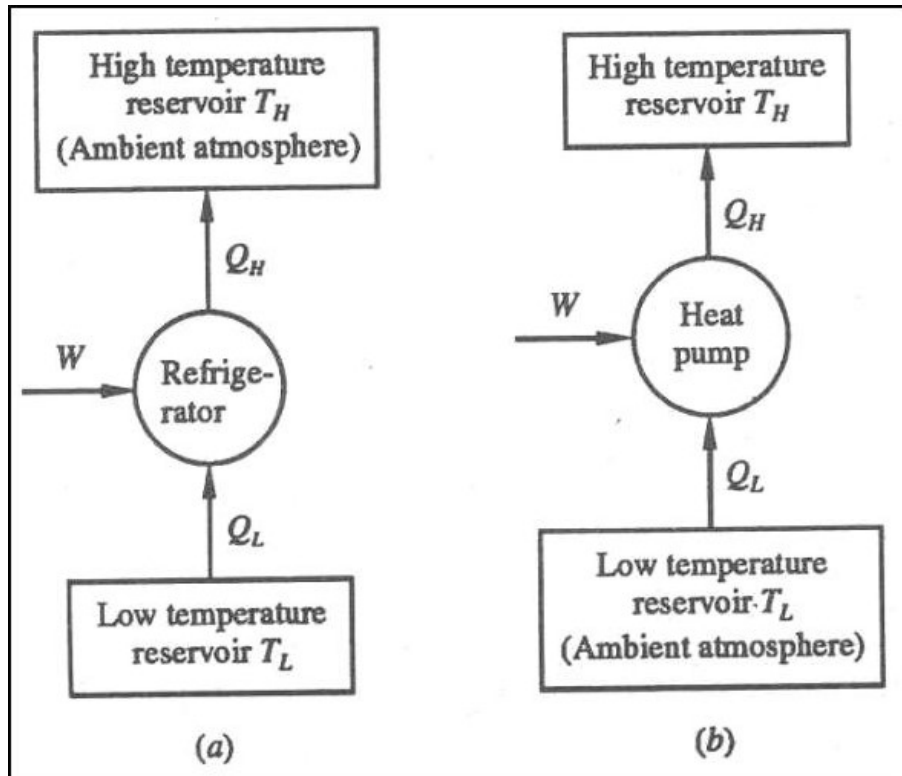 High temperature
reservoir T_H
(Ambient atmosphere)
Q_H
W
Refrige-
rator
Q_L
Low temperature
reservoir T_L
(a)
High temperature
reservoir T_H
Q_H
W
Heat
pump
Q_L
Low temperature
reservoir T_L
(Ambient atmosphere)
(b)